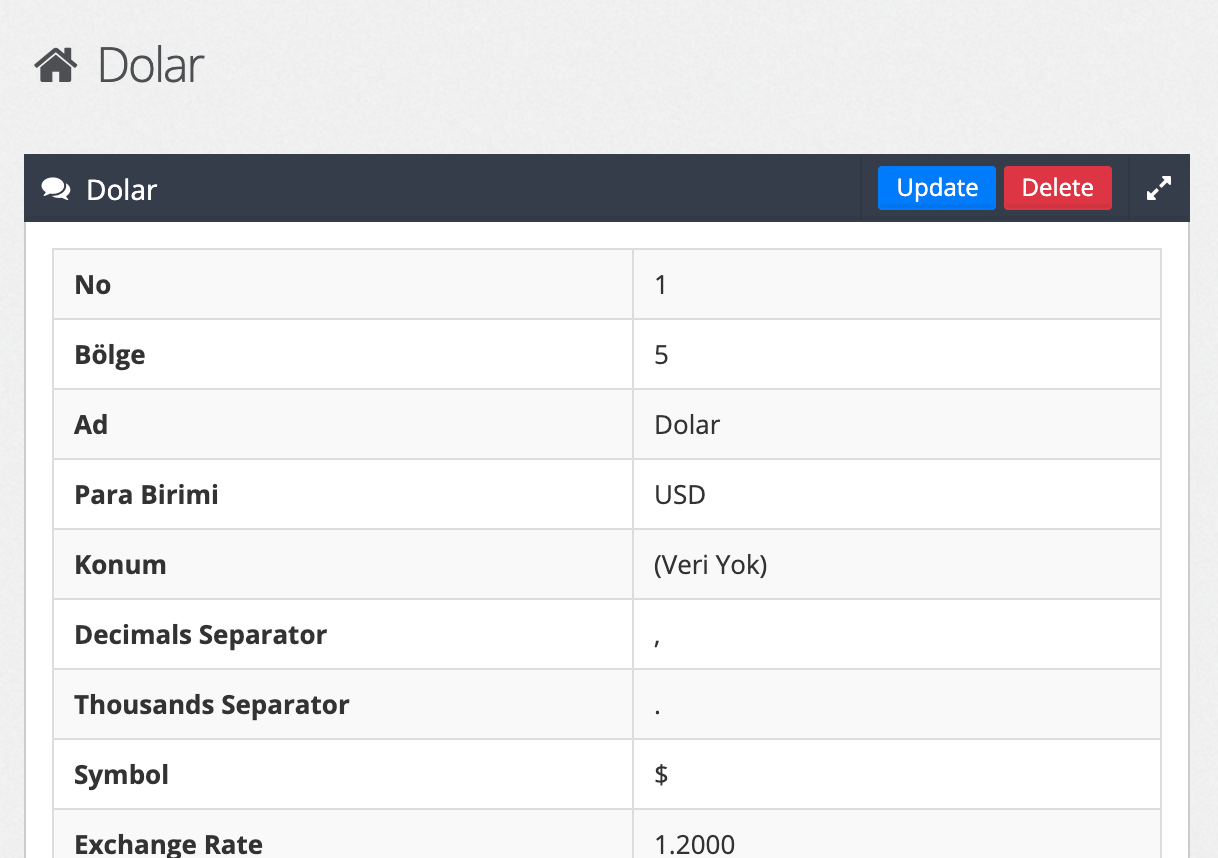 Dolar
Dolar Update Delete
No 1
Bölge 5
Ad Dolar
Para Birimi USD
Konum (Veri Yok)
Decimals Separator ,
Thousands Separator .
Symbol $
Exchange Rate 1.2000